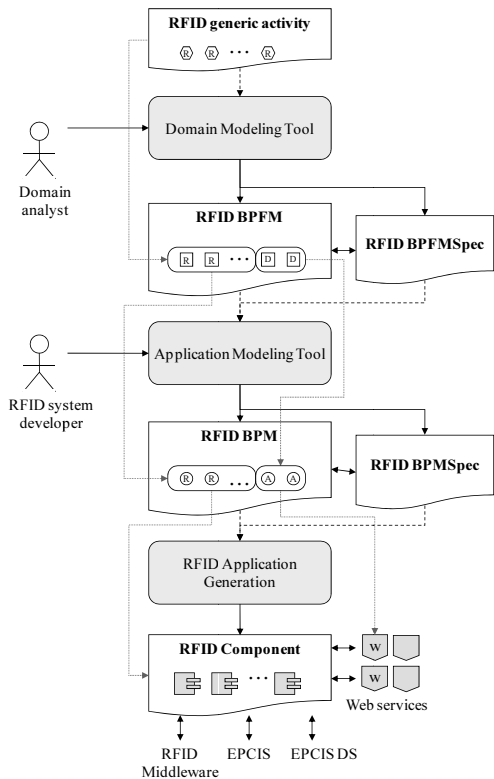 RFID generic activity
R R ••• R
Domain Modeling Tool
Domain
analyst
RFID BPFM
R R ••• D D
RFID BPFMSpec
Application Modeling Tool
RFID system
developer
RFID BPM
R R ... A A
RFID BPMSpec
RFID Application
Generation
RFID Component
•••
W
W
Web services
RFID
Middleware
EPCIS
EPCIS DS